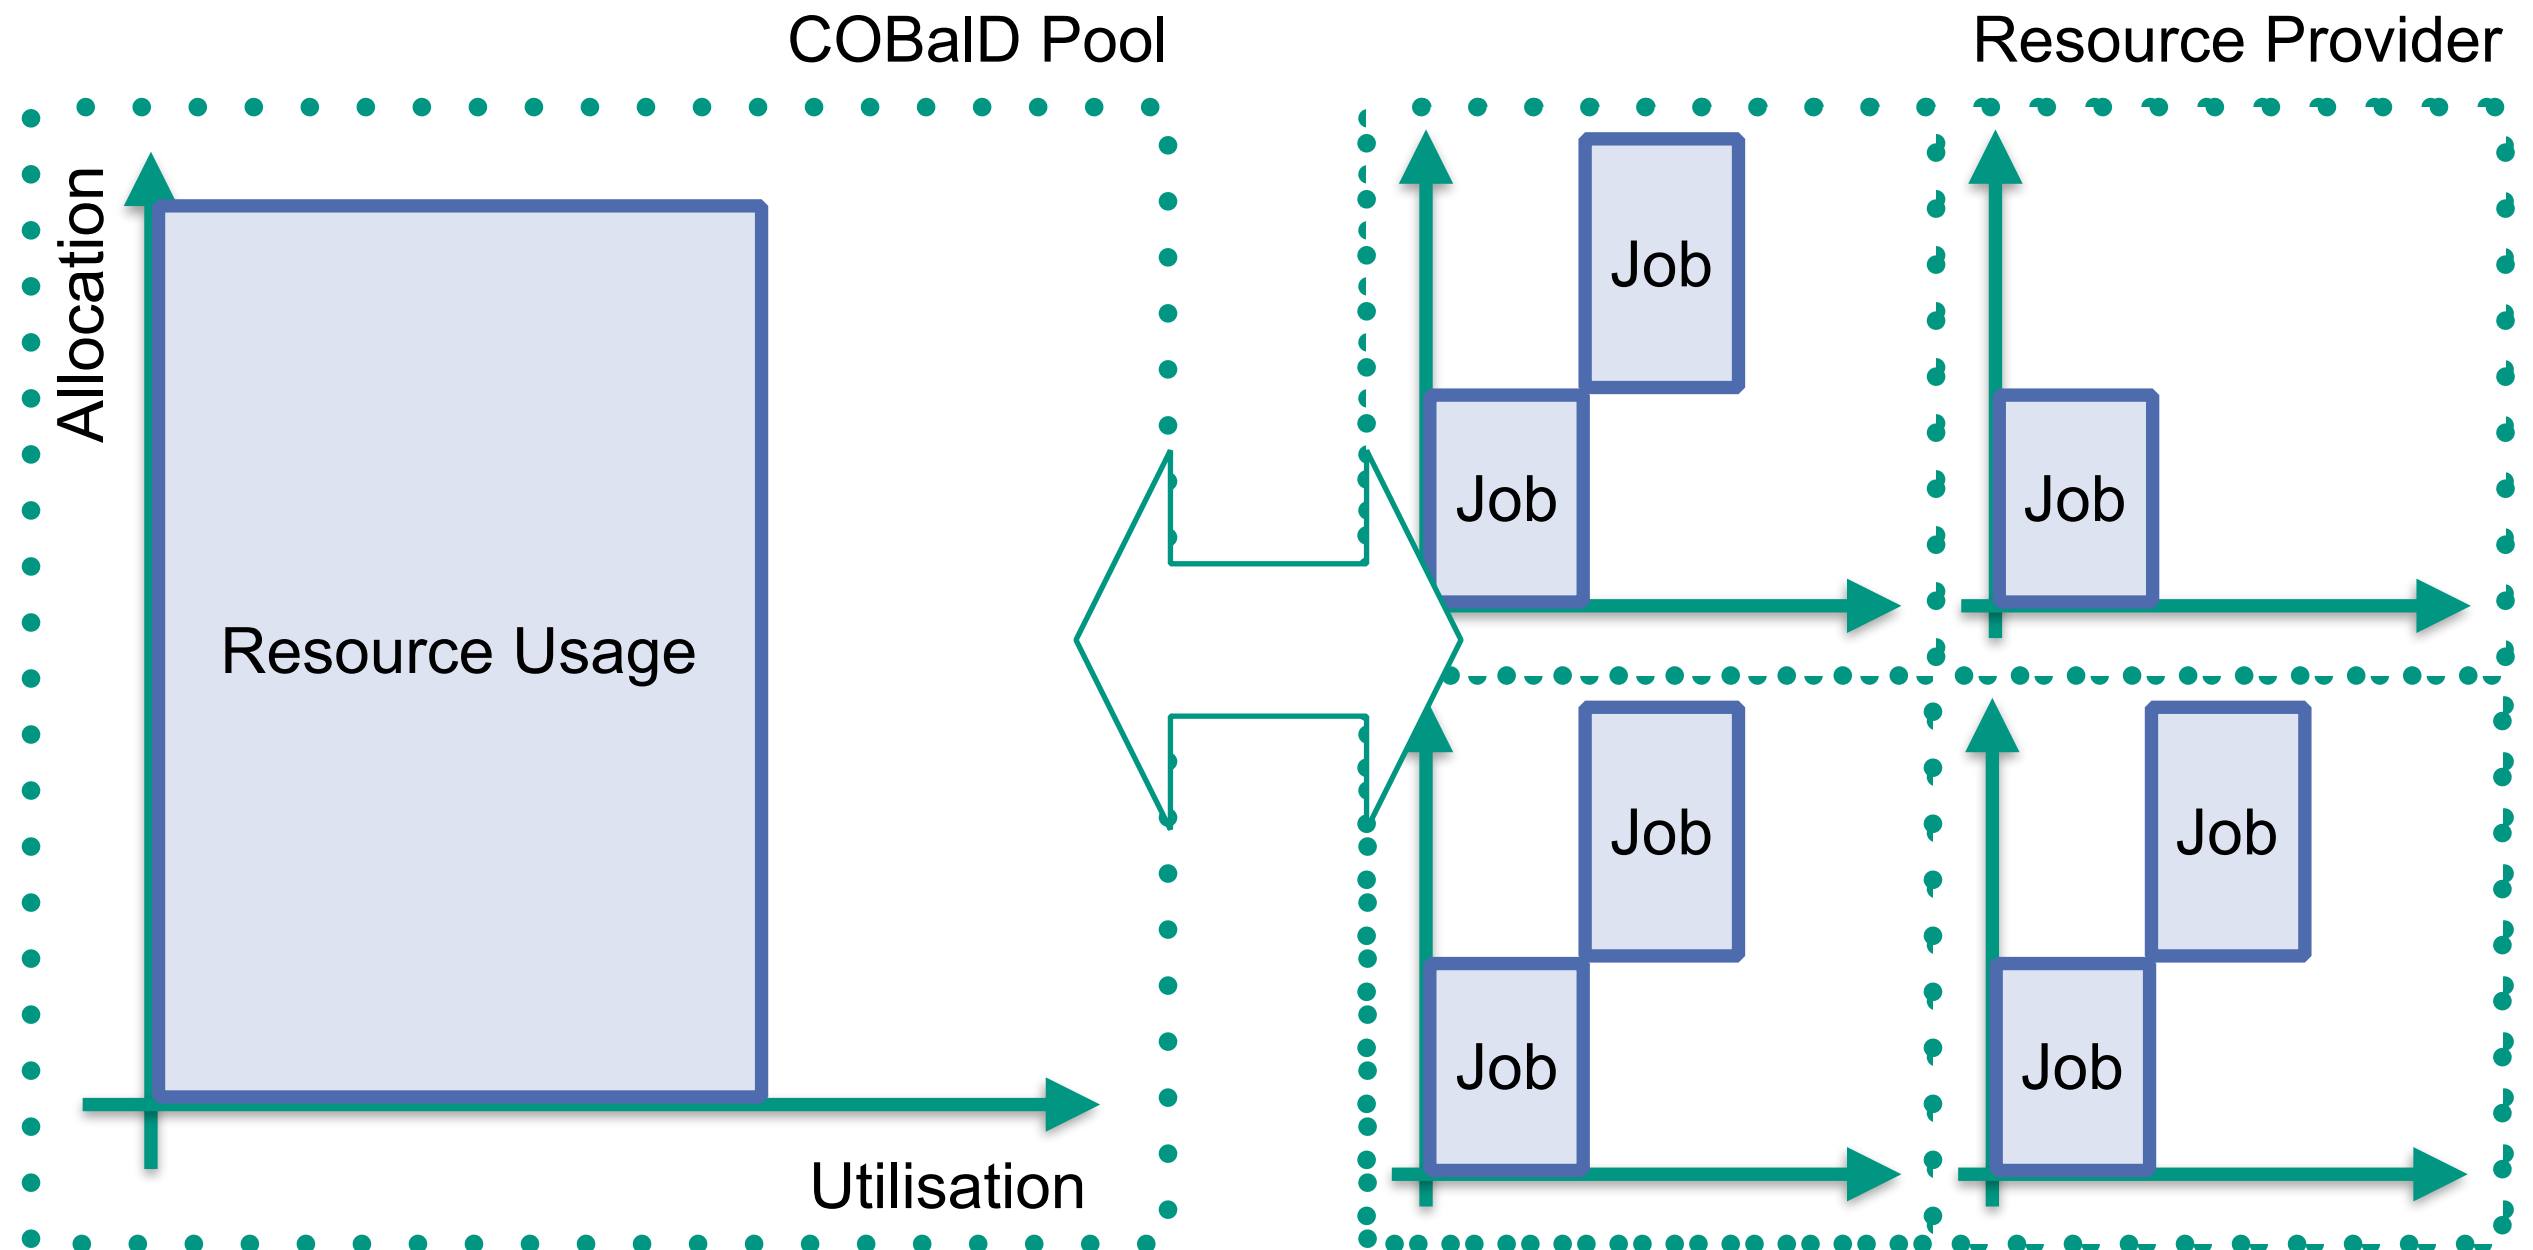 COBalD Pool
Resource Provider
Allocation
Resource Usage
Utilisation
Job
Job
Job
Job
Job
Job
Job